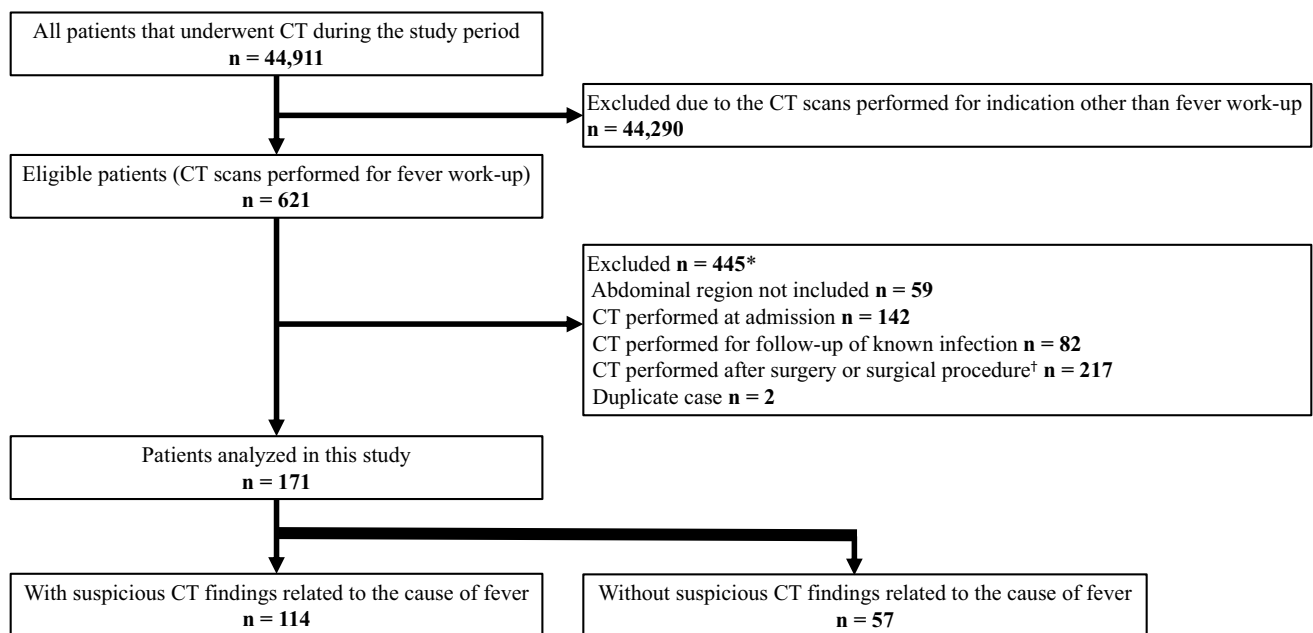 All patients that underwent CT during the study period
n = 44,911
Excluded due to the CT scans performed for indication other than fever work-up
n = 44,290
Eligible patients (CT scans performed for fever work-up)
n = 621
Excluded n = 445*
Abdominal region not included n = 59
CT performed at admission n = 142
CT performed for follow-up of known infection n = 82
CT performed after surgery or surgical procedure† n = 217
Duplicate case n = 2
Patients analyzed in this study
n = 171
With suspicious CT findings related to the cause of fever
n = 114
Without suspicious CT findings related to the cause of fever
n = 57